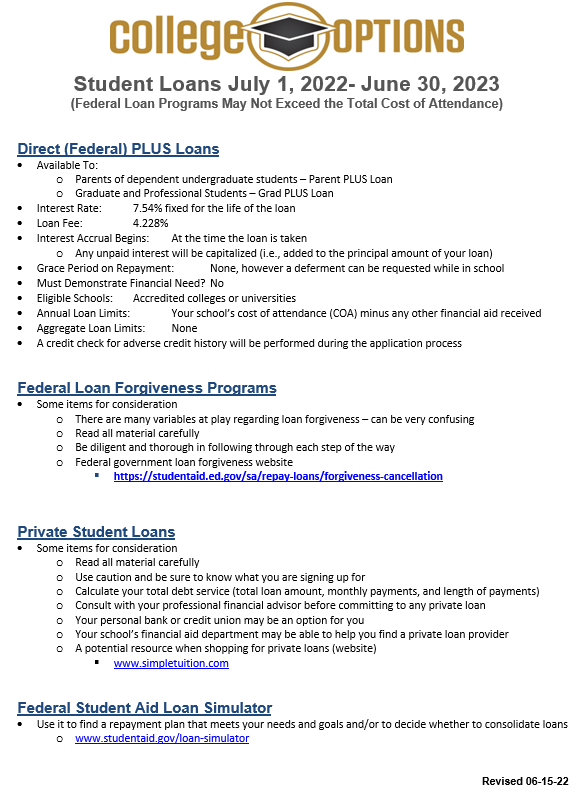 college OPTIONS
Student Loans July 1, 2022- June 30, 2023
(Federal Loan Programs May Not Exceed the Total Cost of Attendance)
Direct (Federal) PLUS Loans
• Available To:
o Parents of dependent undergraduate students – Parent PLUS Loan
o Graduate and Professional Students – Grad PLUS Loan
• Interest Rate: 7.54% fixed for the life of the loan
• Loan Fee: 4.228%
• Interest Accrual Begins: At the time the loan is taken
o Any unpaid interest will be capitalized (i.e., added to the principal amount of your loan)
• Grace Period on Repayment: None, however a deferment can be requested while in school
• Must Demonstrate Financial Need? No
• Eligible Schools: Accredited colleges or universities
• Annual Loan Limits: Your school’s cost of attendance (COA) minus any other financial aid received
• Aggregate Loan Limits: None
• A credit check for adverse credit history will be performed during the application process
Federal Loan Forgiveness Programs
• Some items for consideration
o There are many variables at play regarding loan forgiveness – can be very confusing
o Read all material carefully
o Be diligent and thorough in following through each step of the way
o Federal government loan forgiveness website
▪ https://studentaid.ed.gov/sa/repay-loans/forgiveness-cancellation
Private Student Loans
• Some items for consideration
o Read all material carefully
o Use caution and be sure to know what you are signing up for
o Calculate your total debt service (total loan amount, monthly payments, and length of payments)
o Consult with your professional financial advisor before committing to any private loan
o Your personal bank or credit union may be an option for you
o Your school’s financial aid department may be able to help you find a private loan provider
o A potential resource when shopping for private loans (website)
▪ www.simpletuition.com
Federal Student Aid Loan Simulator
• Use it to find a repayment plan that meets your needs and goals and/or to decide whether to consolidate loans
o www.studentaid.gov/loan-simulator
Revised 06-15-22